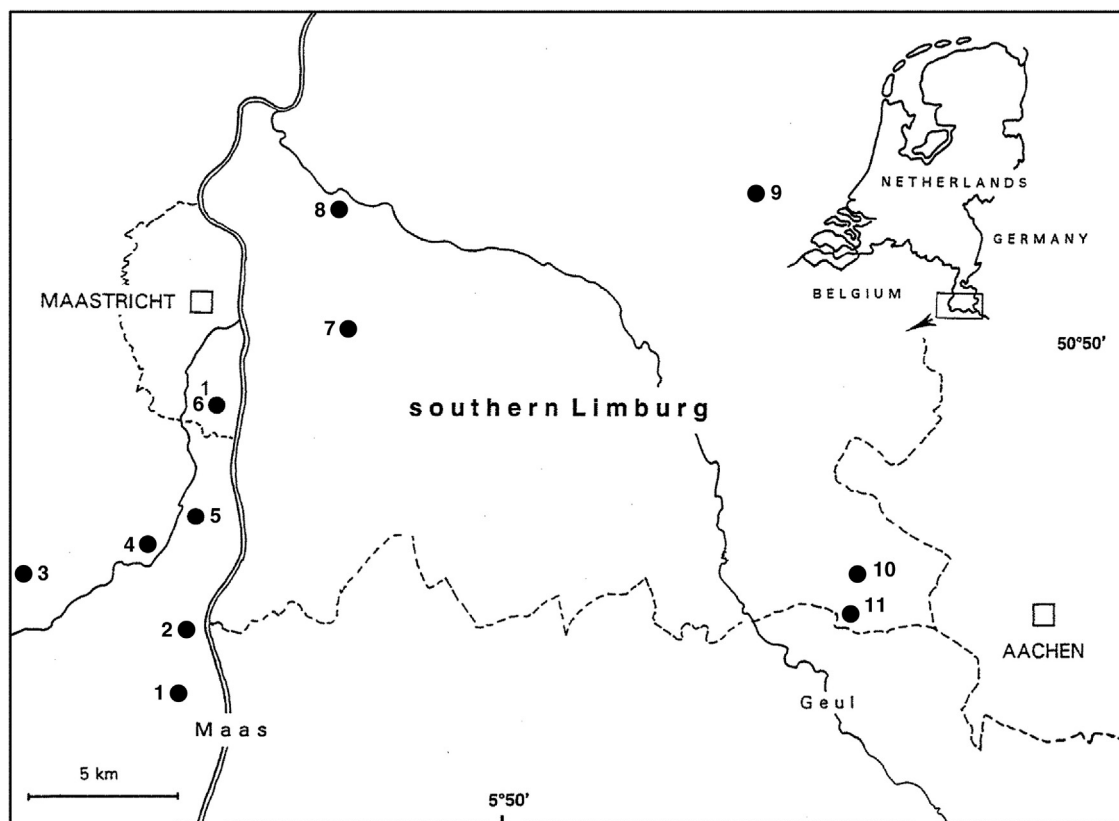 NETHERLANDS
9
8
GERMANY
BELGIUM
MAASTRICHT
7
50°50'
1
6
southern Limburg
5
4
3
10
11
2
AACHEN
1
Geul
Maas
5 km
5°50'